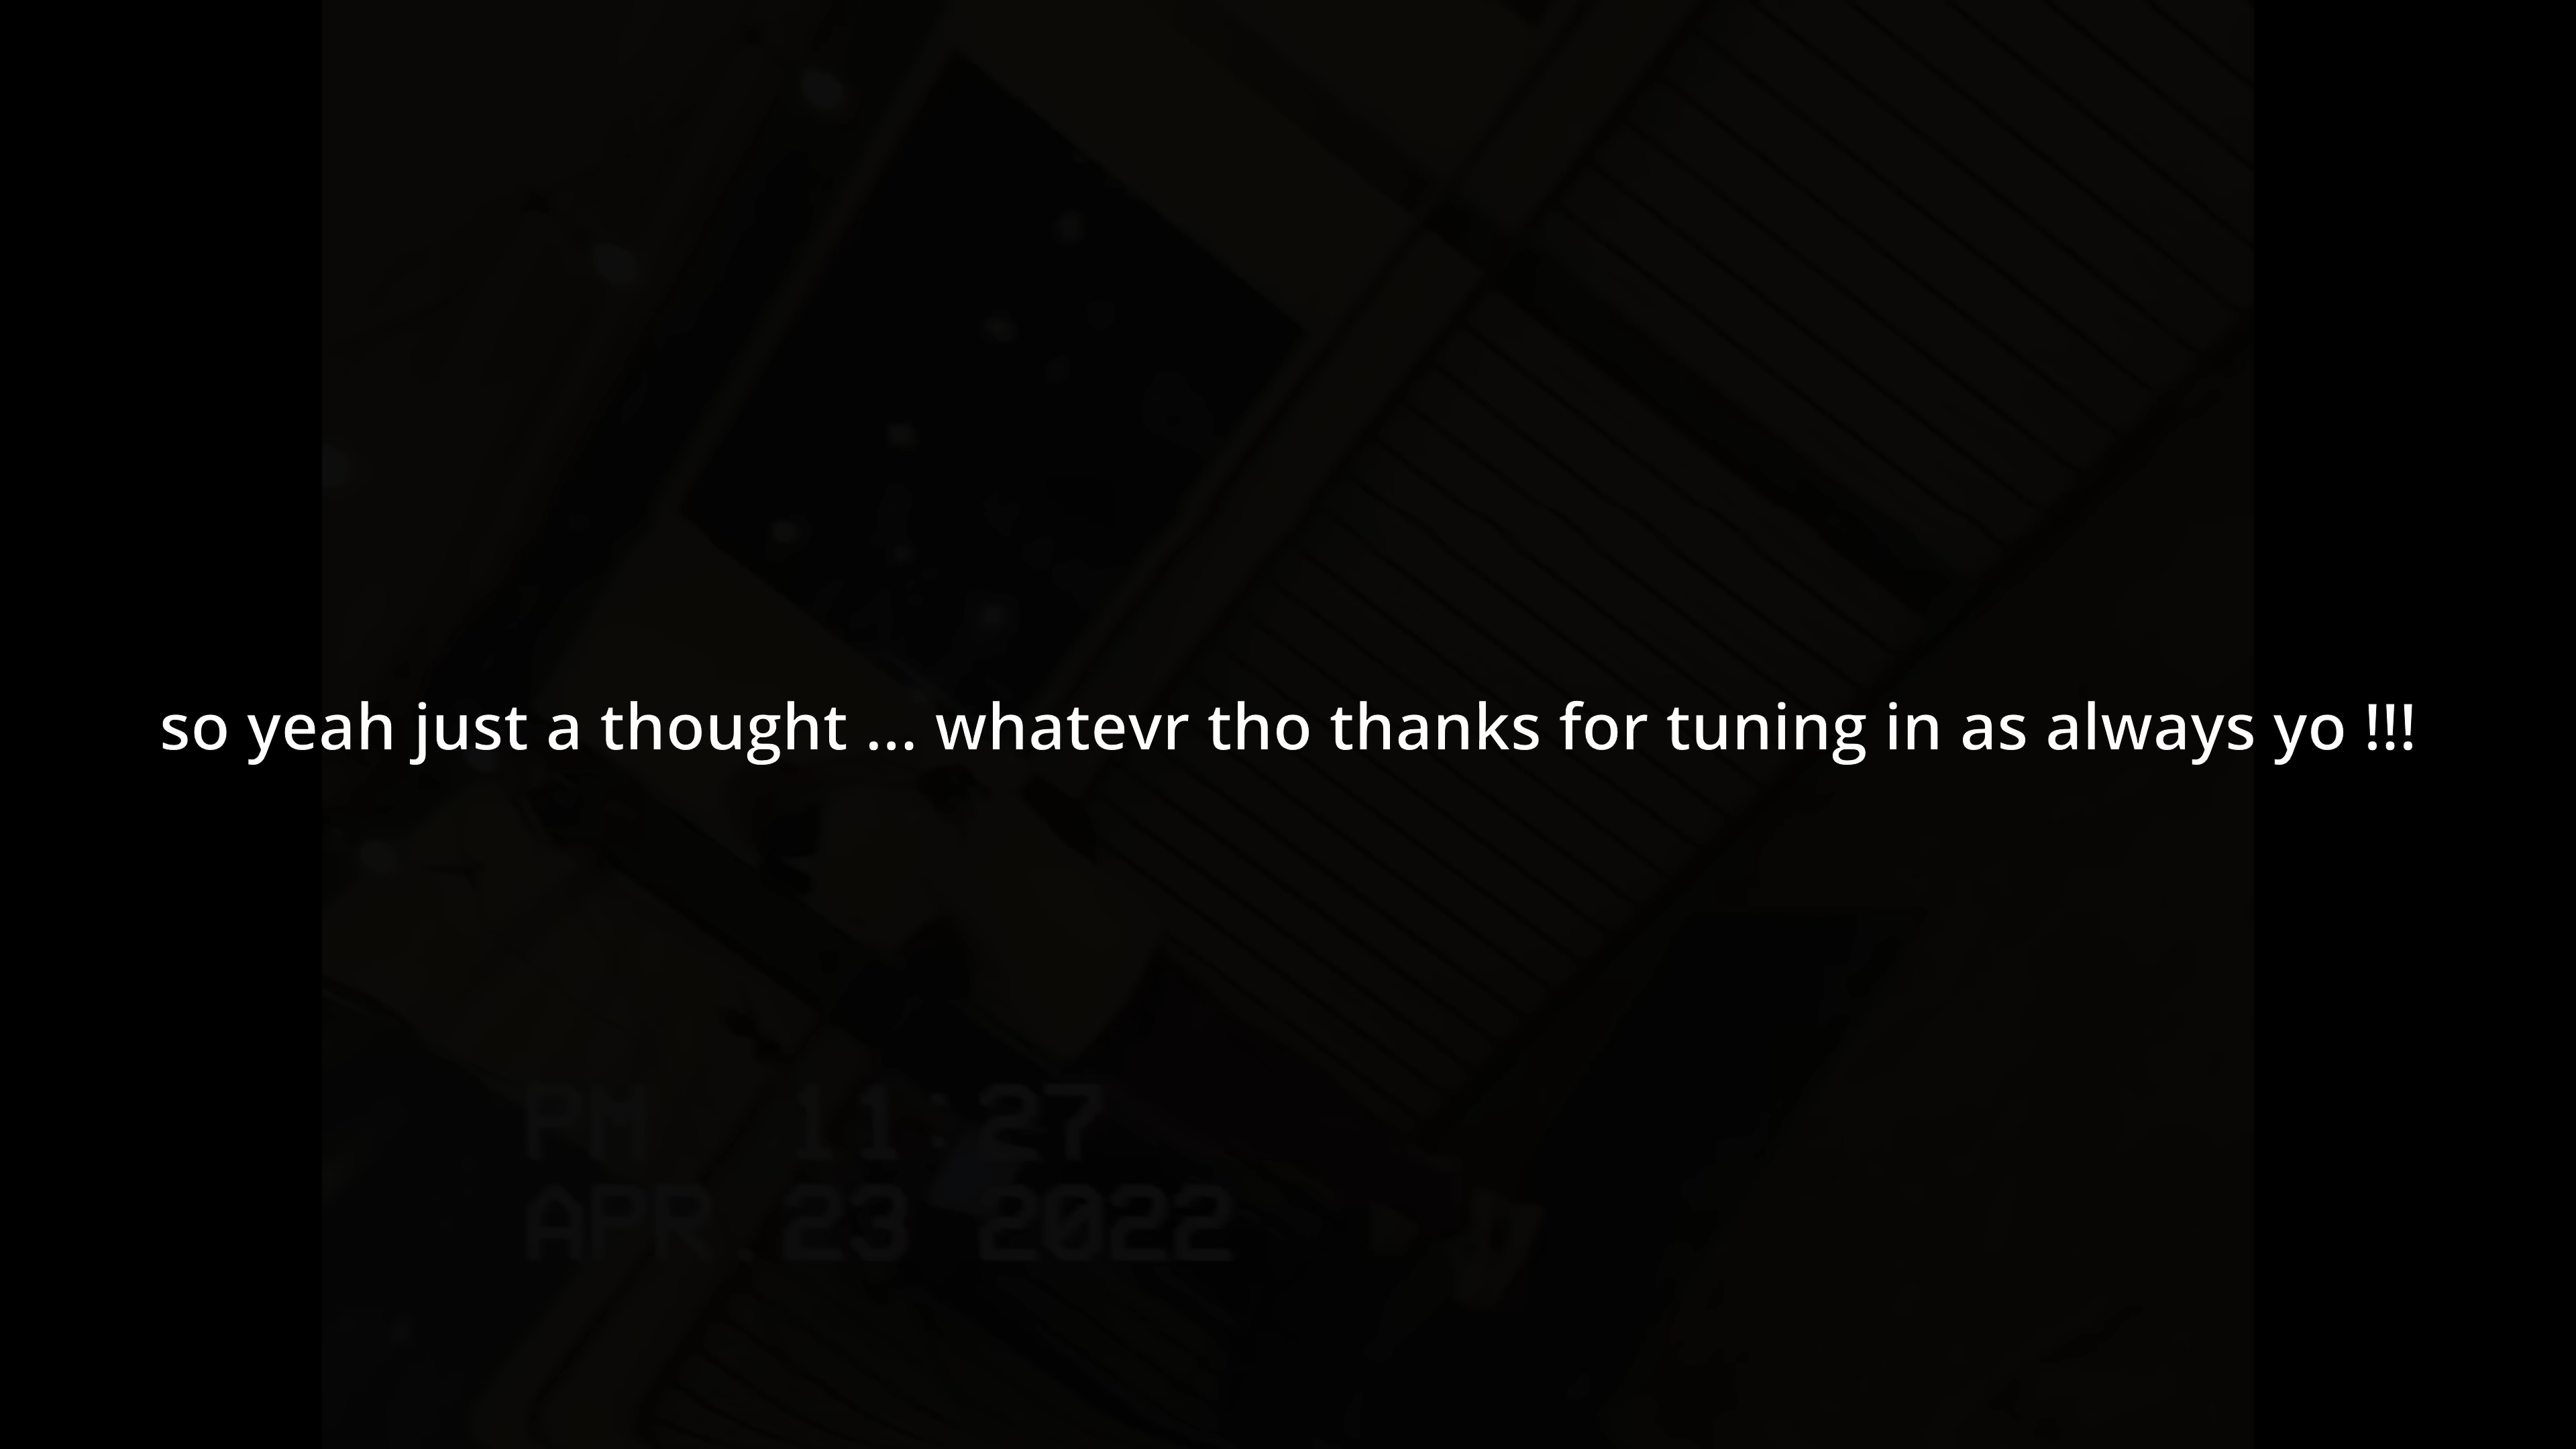 so yeah just a thought ... whatevr tho thanks for tuning in as always yo !!!
PM 11:27
APR. 23 2022